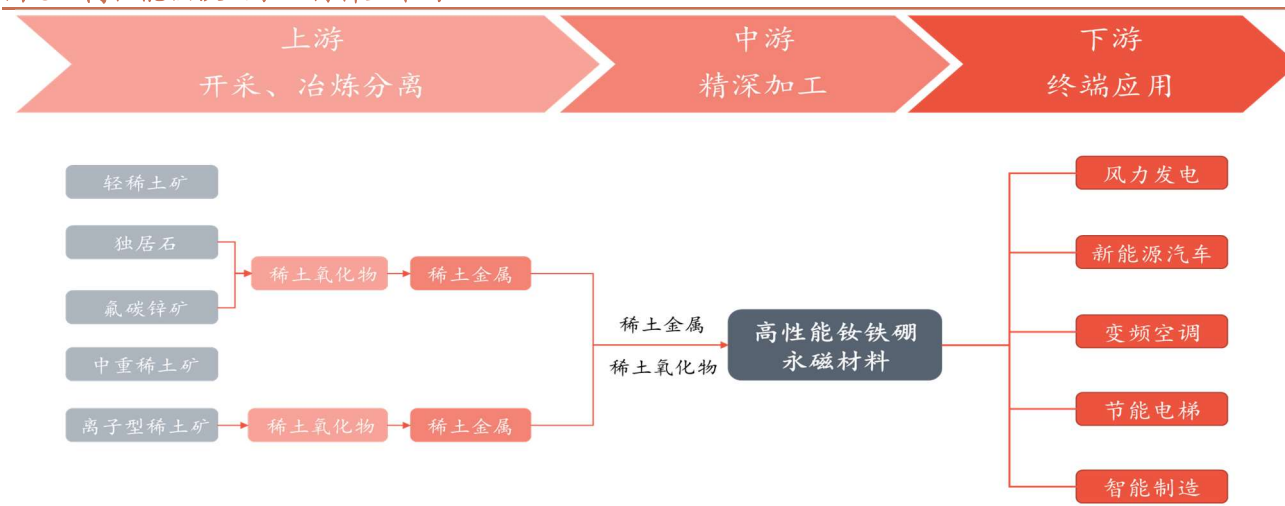 上游
开采、冶炼分离
中游
精深加工
下游
终端应用
轻稀土矿
独居石
氟碳锌矿
中重稀土矿
离子型稀土矿
稀土氧化物
稀土金属
稀土氧化物
稀土金属
稀土金属
稀土氧化物
高性能钕铁硼
永磁材料
风力发电
新能源汽车
变频空调
节能电梯
智能制造